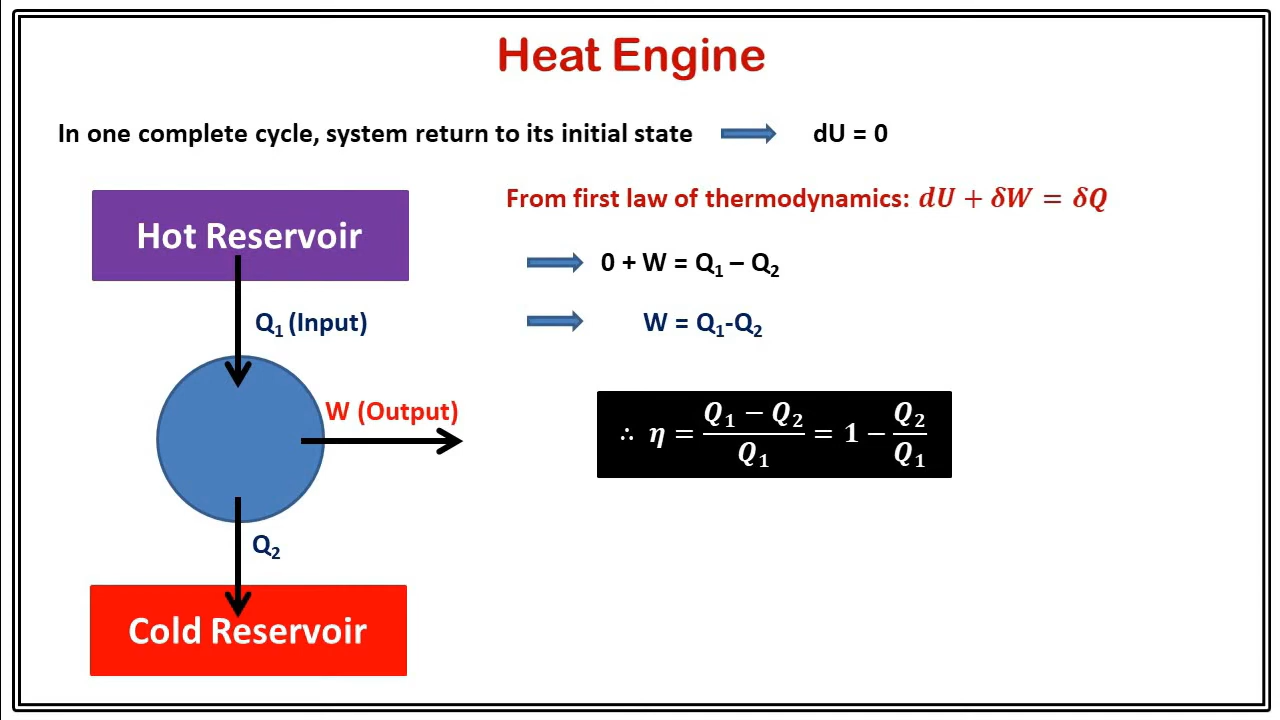 Heat Engine
In one complete cycle, system return to its initial state
dU = 0
From first law of thermodynamics: dU + δW = δQ
Hot Reservoir
0 + W = Q₁ – Q₂
Q₁ (Input)
W = Q₁-Q₂
W (Output)
∴ η = (Q₁ − Q₂)/Q₁ = 1 − Q₂/Q₁
Q₂
Cold Reservoir